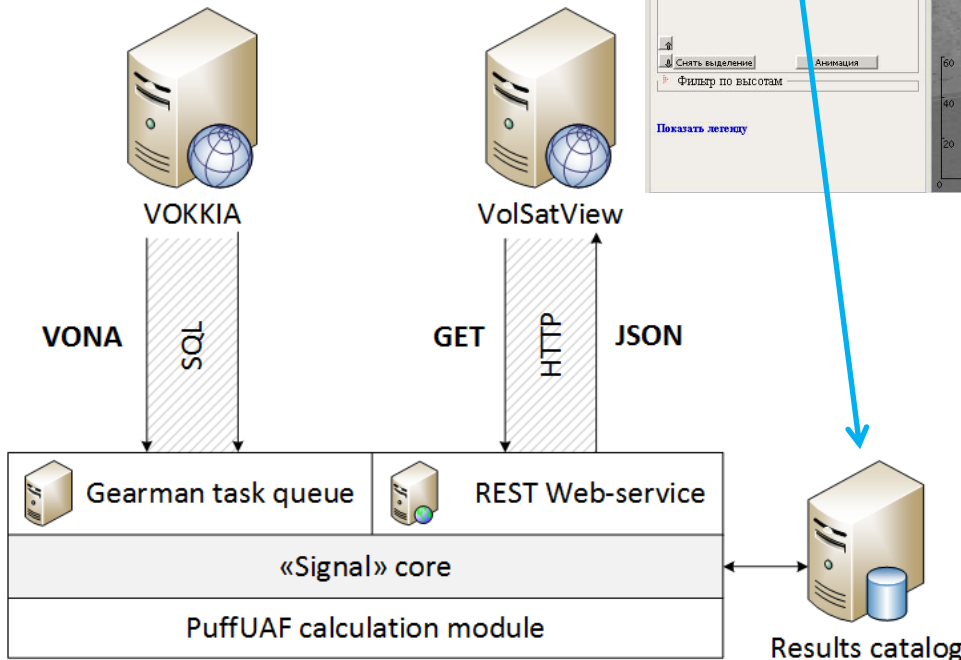 Снять выделение
Анимация
Фильтр по высотам
Показать легенду
60
40
20
0
VOKKIA
VolSatView
VONA
SQL
GET
HTTP
JSON
Gearman task queue
REST Web-service
«Signal» core
PuffUAF calculation module
Results catalog